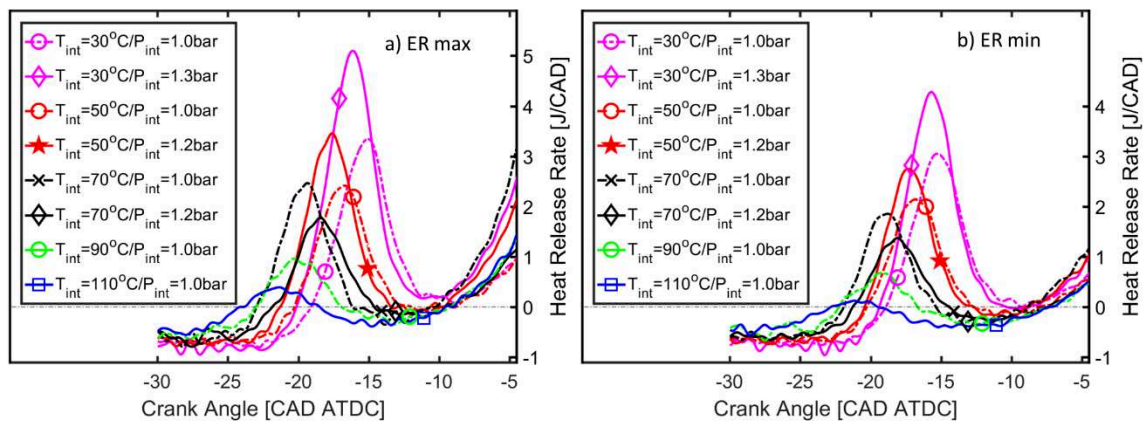 a) ER max
T_int=30°C/P_int=1.0bar
T_int=30°C/P_int=1.3bar
T_int=50°C/P_int=1.0bar
T_int=50°C/P_int=1.2bar
T_int=70°C/P_int=1.0bar
T_int=70°C/P_int=1.2bar
T_int=90°C/P_int=1.0bar
T_int=110°C/P_int=1.0bar
5
4
3
2
1
0
-1
Heat Release Rate [J/CAD]
-30 -25 -20 -15 -10 -5
Crank Angle [CAD ATDC]
b) ER min
T_int=30°C/P_int=1.0bar
T_int=30°C/P_int=1.3bar
T_int=50°C/P_int=1.0bar
T_int=50°C/P_int=1.2bar
T_int=70°C/P_int=1.0bar
T_int=70°C/P_int=1.2bar
T_int=90°C/P_int=1.0bar
T_int=110°C/P_int=1.0bar
5
4
3
2
1
0
-1
Heat Release Rate [J/CAD]
-30 -25 -20 -15 -10 -5
Crank Angle [CAD ATDC]